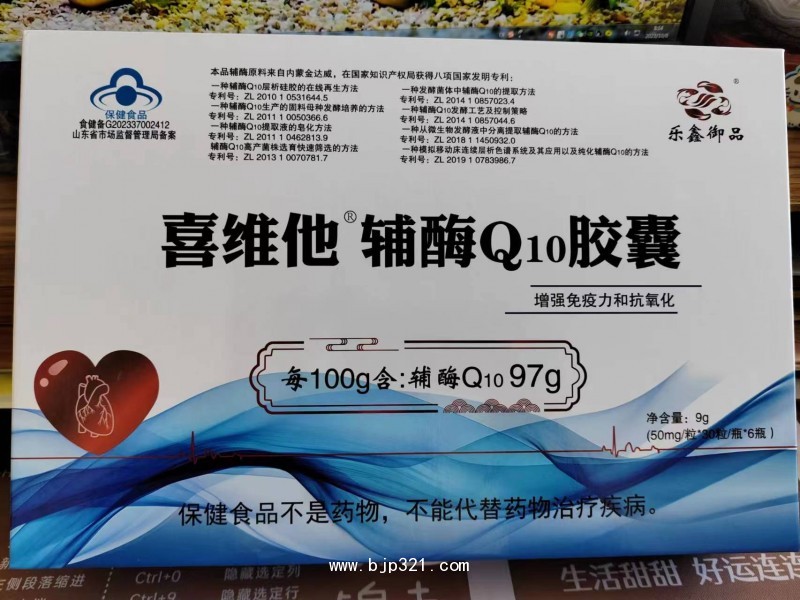 本品辅酶原料来自内蒙金达威，在国家知识产权局获得八项国家发明专利：
一种辅酶Q10层析硅胶的在线再生方法
专利号：ZL 2010 1 0531644.5
一种辅酶Q10生产的固料母种发酵培养的方法
专利号：ZL 2011 1 0050366.6
一种辅酶Q10提取液的皂化方法
专利号：ZL 2011 1 0462813.9
辅酶Q10高产菌株选育快速筛选的方法
专利号：ZL 2013 1 0070781.7
一种发酵菌体中辅酶Q10的提取方法
专利号：ZL 2014 1 0857023.4
一种辅酶Q10发酵工艺及控制策略
专利号：ZL 2014 1 0857044.6
一种从微生物发酵液中分离提取辅酶Q10的方法
专利号：ZL 2018 1 1450932.0
一种模拟移动床连续层析色谱系统及其应用以及纯化辅酶Q10的方法
专利号：ZL 2019 1 0783986.7
保健食品
食健备G202337002412
山东省市场监督管理局备案
®
乐鑫御品
喜维他®辅酶Q10胶囊
增强免疫力和抗氧化
每100g含:辅酶Q10 97g
净含量：9g
(50mg/粒*30粒/瓶*6瓶)
保健食品不是药物，不能代替药物治疗疾病。
www.bjp321.com
侧段落缩进
Ctrl+0
隐藏选定列
Ctrl+9
隐藏选定行
生活甜甜 好运连连